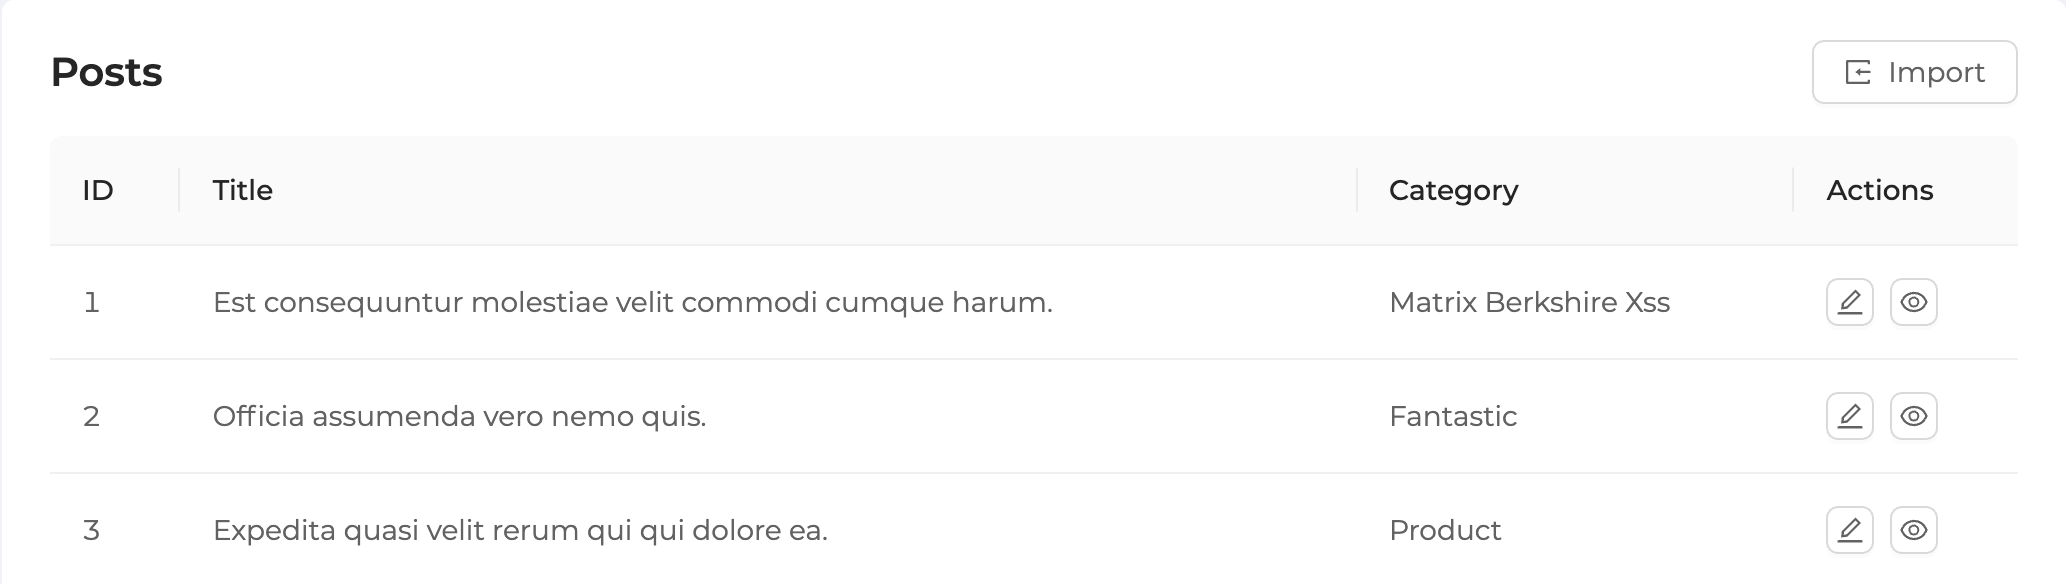 Posts
Import
ID Title Category Actions
1 Est consequuntur molestiae velit commodi cumque harum. Matrix Berkshire Xss
2 Officia assumenda vero nemo quis. Fantastic
3 Expedita quasi velit rerum qui qui dolore ea. Product